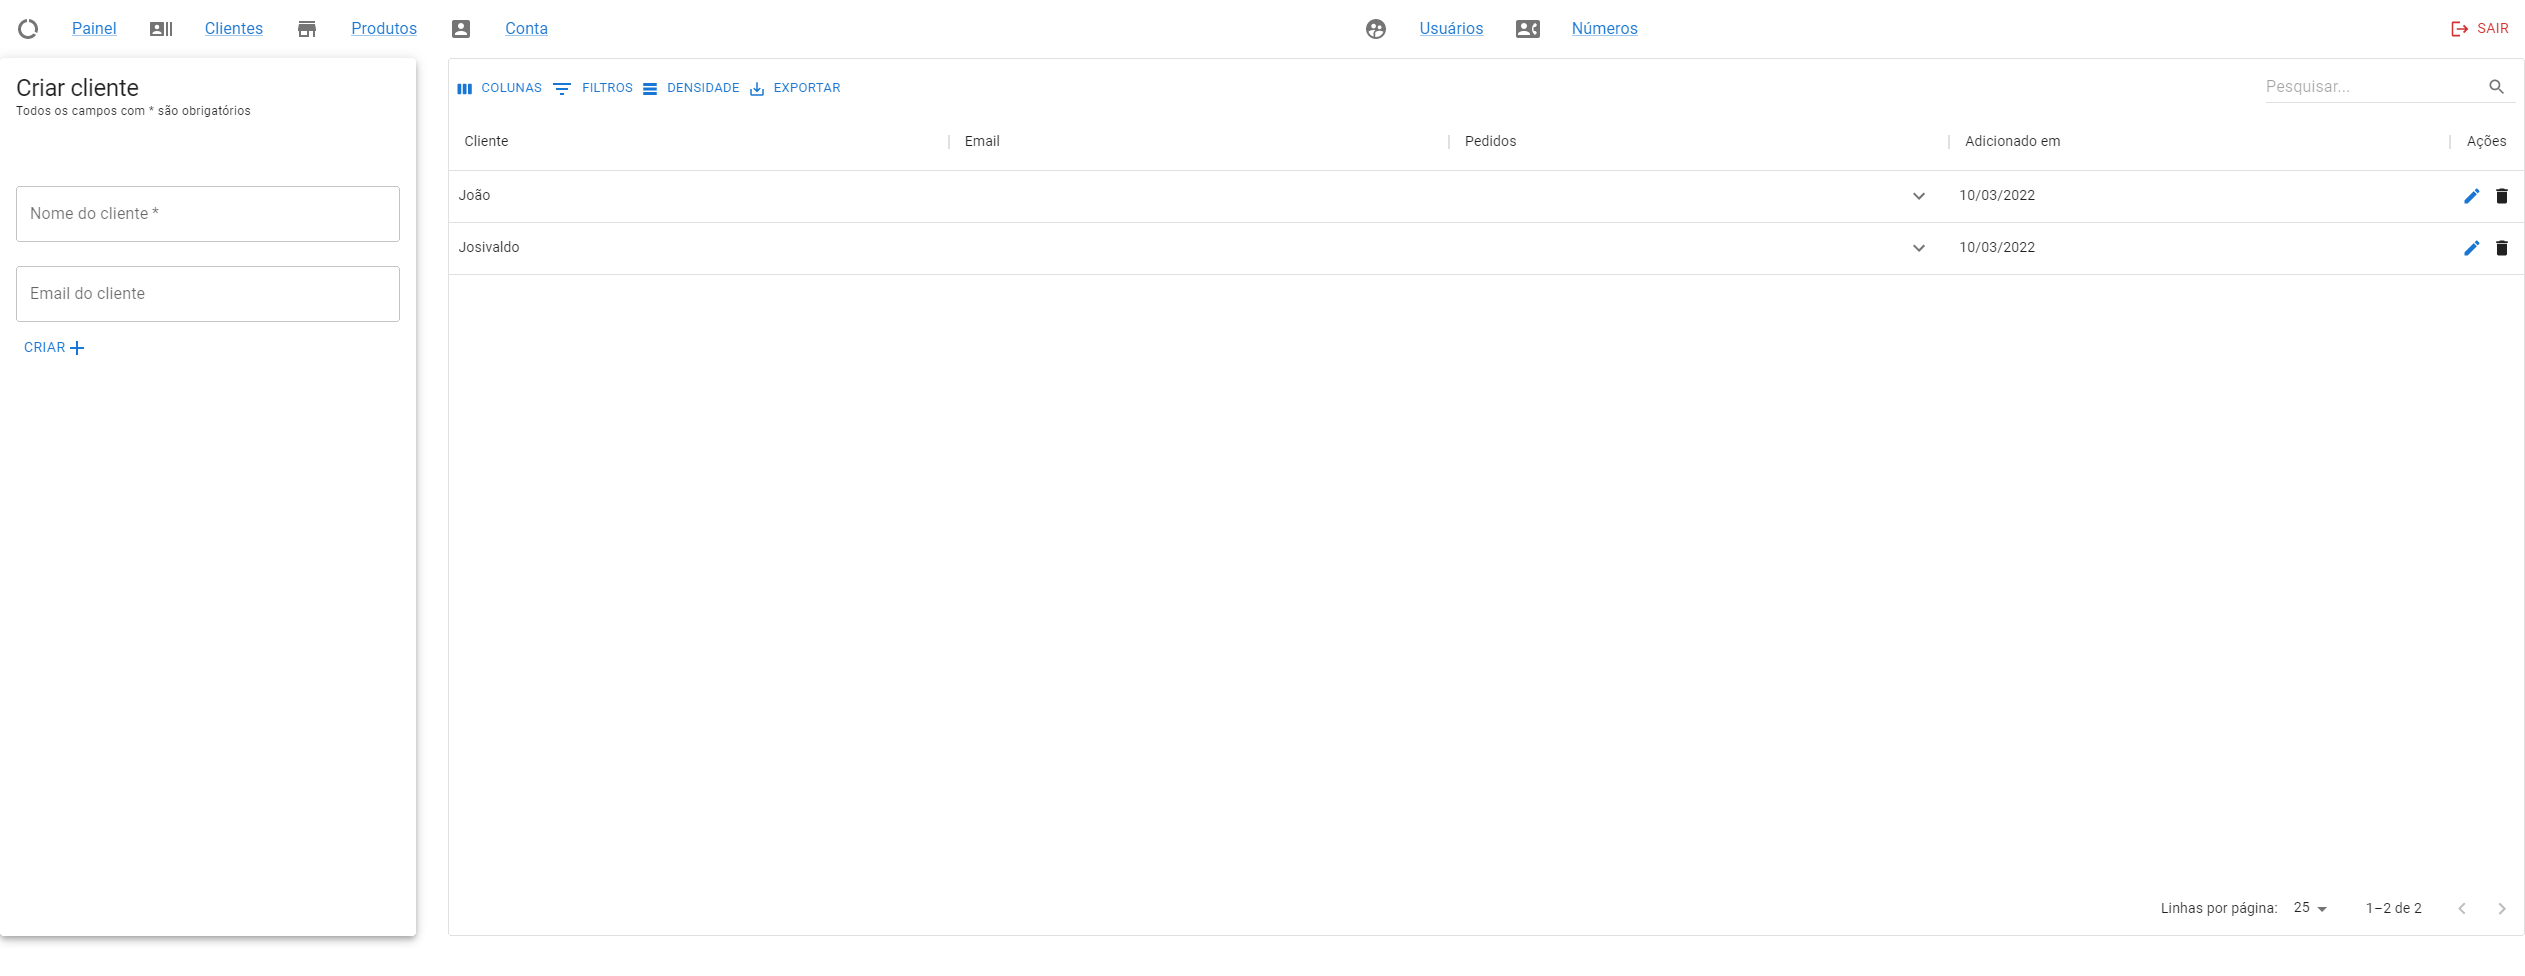 Painel Clientes Produtos Conta Usuários Números SAIR
Criar cliente
Todos os campos com * são obrigatórios
Nome do cliente *
Email do cliente
CRIAR
COLUNAS FILTROS DENSIDADE EXPORTAR Pesquisar...
Cliente Email Pedidos Adicionado em Ações
João 10/03/2022
Josivaldo 10/03/2022
Linhas por página: 25 1–2 de 2